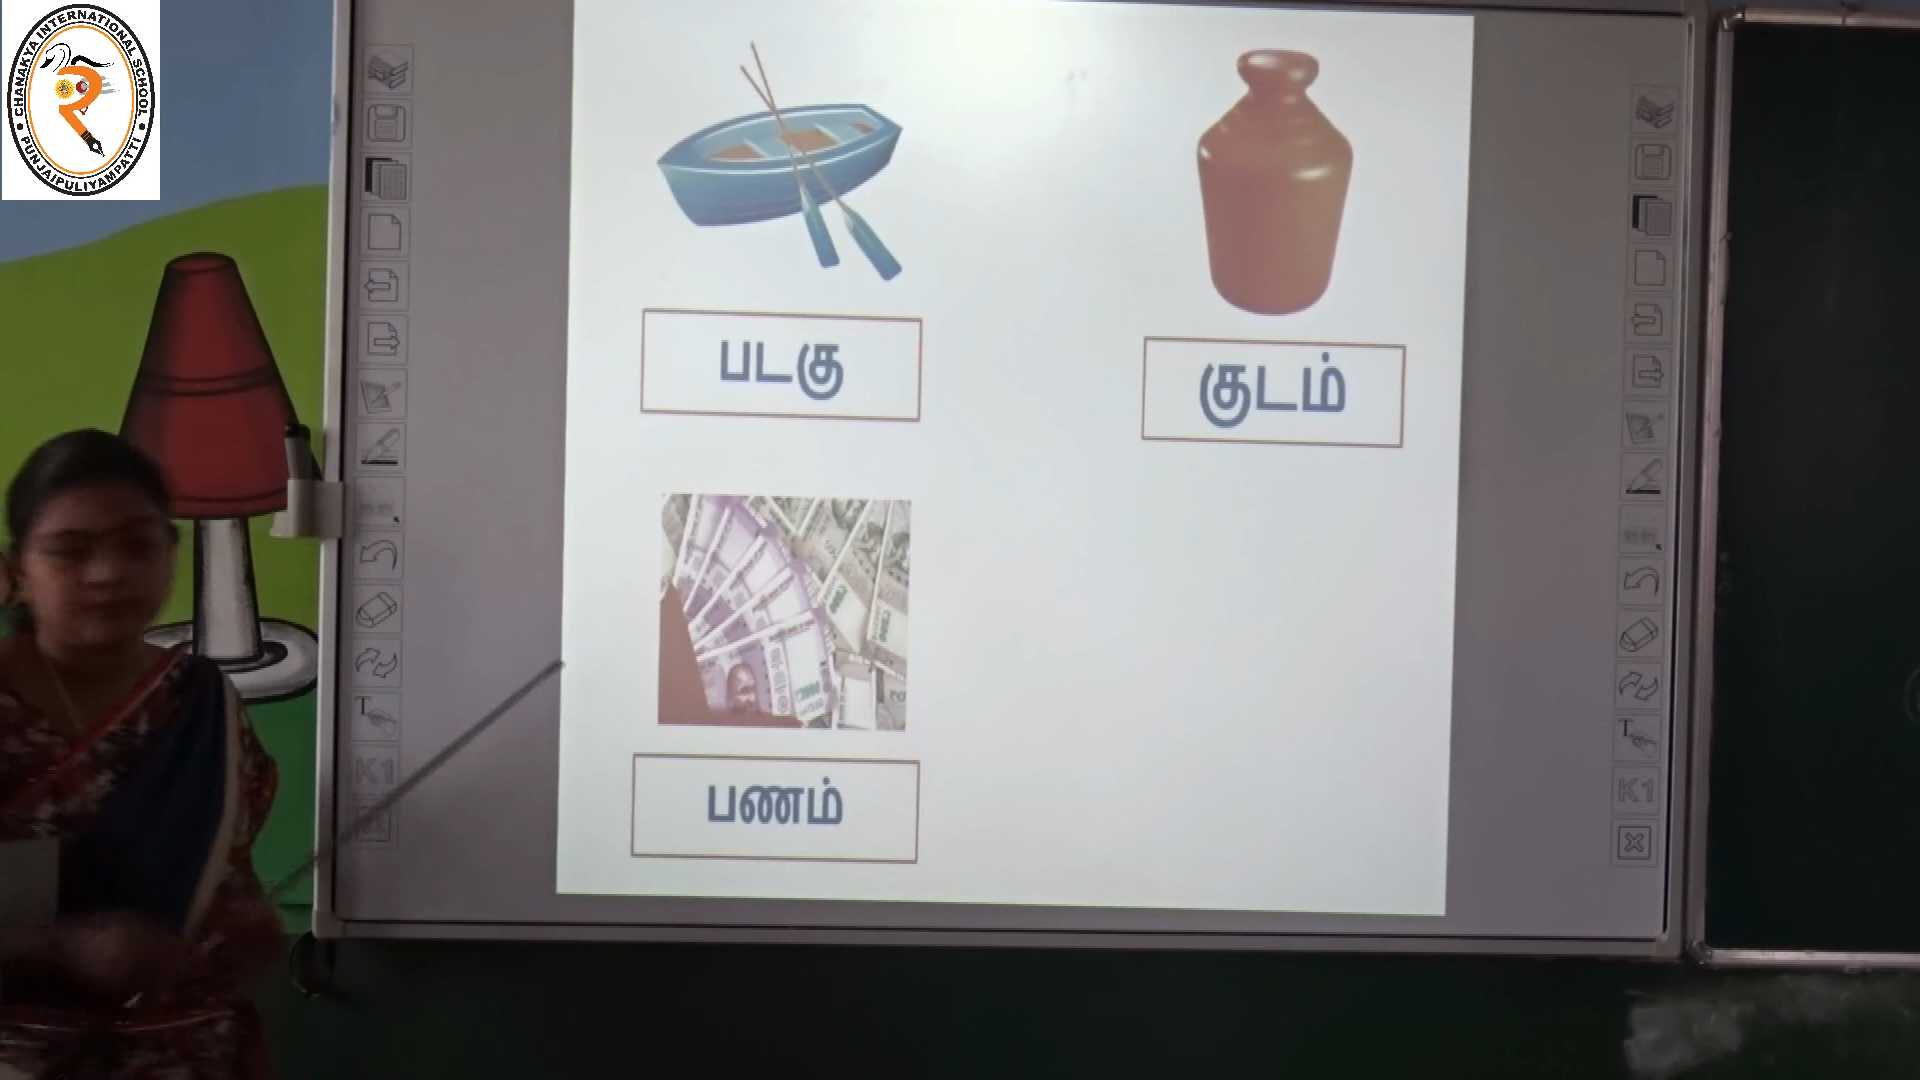 CHANAKYA INTERNATIONAL SCHOOL
PUNJAIPULIYAMPATTI
படகு
குடம்
பணம்
T
T
K1
K1